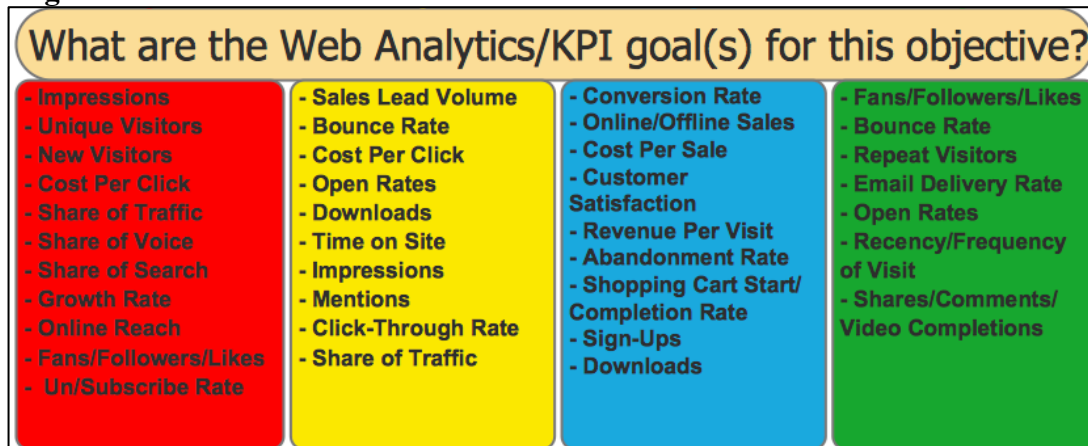 What are the Web Analytics/KPI goal(s) for this objective?
- Impressions
- Unique Visitors
- New Visitors
- Cost Per Click
- Share of Traffic
- Share of Voice
- Share of Search
- Growth Rate
- Online Reach
- Fans/Followers/Likes
- Un/Subscribe Rate
- Sales Lead Volume
- Bounce Rate
- Cost Per Click
- Open Rates
- Downloads
- Time on Site
- Impressions
- Mentions
- Click-Through Rate
- Share of Traffic
- Conversion Rate
- Online/Offline Sales
- Cost Per Sale
- Customer
Satisfaction
- Revenue Per Visit
- Abandonment Rate
- Shopping Cart Start/
Completion Rate
- Sign-Ups
- Downloads
- Fans/Followers/Likes
- Bounce Rate
- Repeat Visitors
- Email Delivery Rate
- Open Rates
- Recency/Frequency
of Visit
- Shares/Comments/
Video Completions